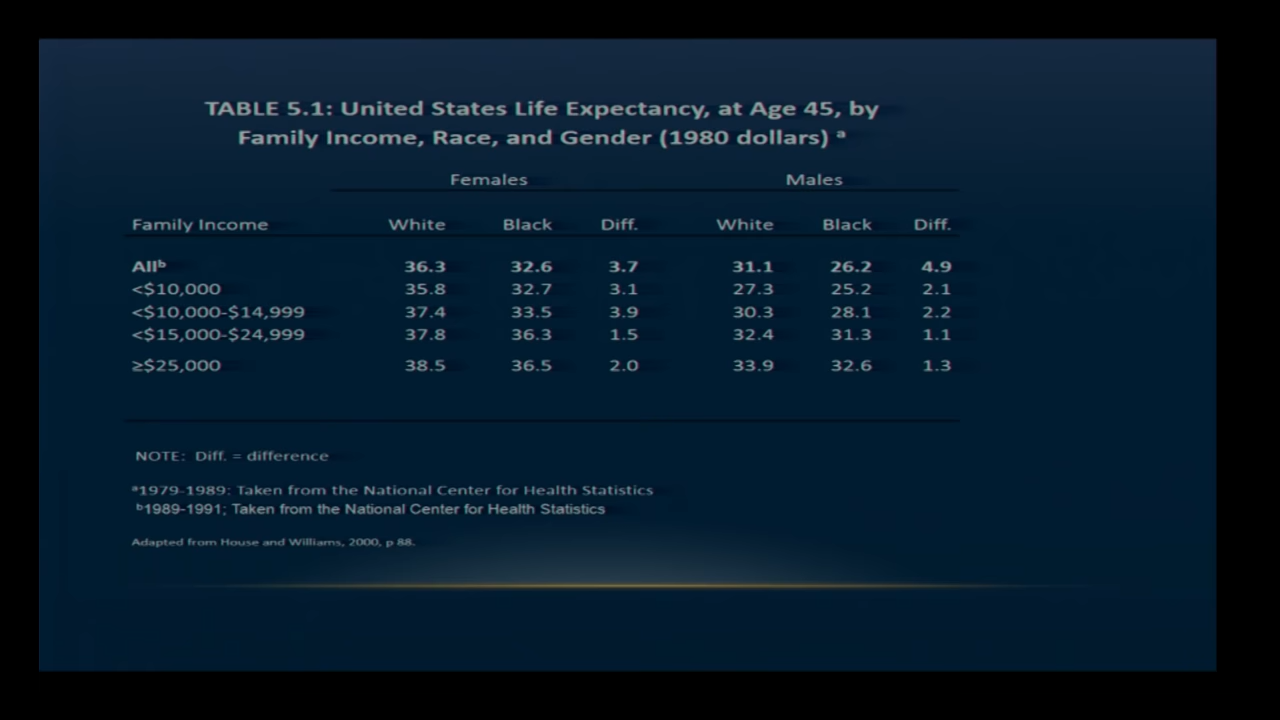 TABLE 5.1: United States Life Expectancy, at Age 45, by
Family Income, Race, and Gender (1980 dollars) ᵃ
Females Males
Family Income White Black Diff. White Black Diff.
Allᵇ 36.3 32.6 3.7 31.1 26.2 4.9
<$10,000 35.8 32.7 3.1 27.3 25.2 2.1
<$10,000-$14,999 37.4 33.5 3.9 30.3 28.1 2.2
<$15,000-$24,999 37.8 36.3 1.5 32.4 31.3 1.1
≥$25,000 38.5 36.5 2.0 33.9 32.6 1.3
NOTE: Diff. = difference
ᵃ1979-1989: Taken from the National Center for Health Statistics
ᵇ1989-1991; Taken from the National Center for Health Statistics
Adapted from House and Williams, 2000, p 88.